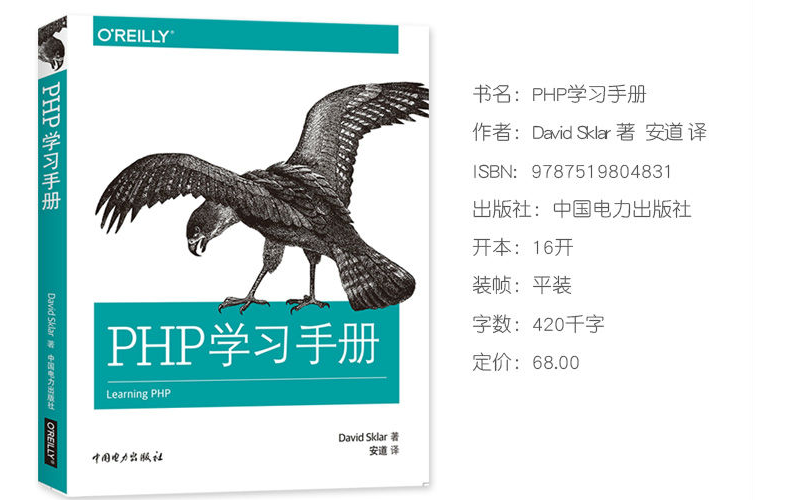 O'REILLY®
PHP学习手册
David Sklar 著
中国电力出版社
O'REILLY®
PHP学习手册
Learning PHP
David Sklar 著
安道 译
中国电力出版社
书名：PHP学习手册
作者：David Sklar 著 安道 译
ISBN: 9787519804831
出版社：中国电力出版社
开本：16开
装帧：平装
字数：420千字
定价：68.00